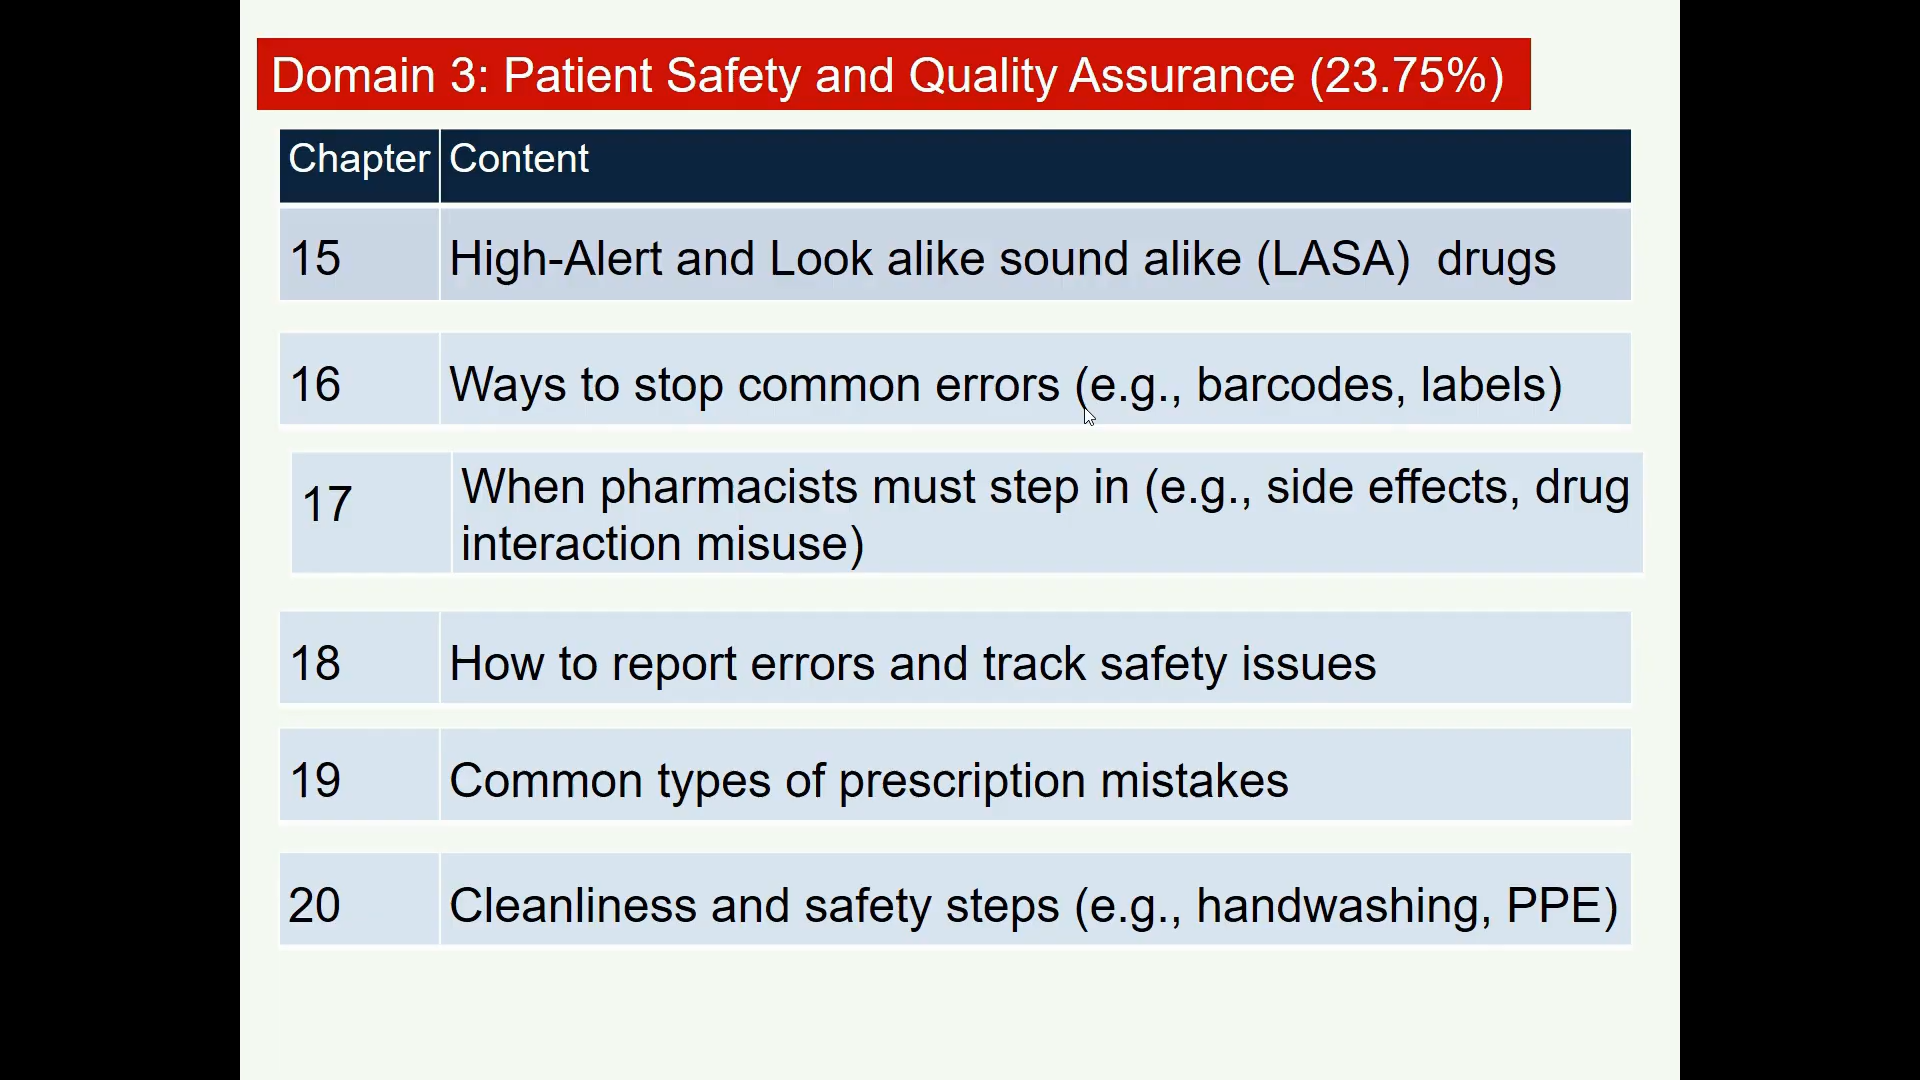 Domain 3: Patient Safety and Quality Assurance (23.75%)
Chapter Content
15 High-Alert and Look alike sound alike (LASA) drugs
16 Ways to stop common errors (e.g., barcodes, labels)
17 When pharmacists must step in (e.g., side effects, drug
interaction misuse)
18 How to report errors and track safety issues
19 Common types of prescription mistakes
20 Cleanliness and safety steps (e.g., handwashing, PPE)